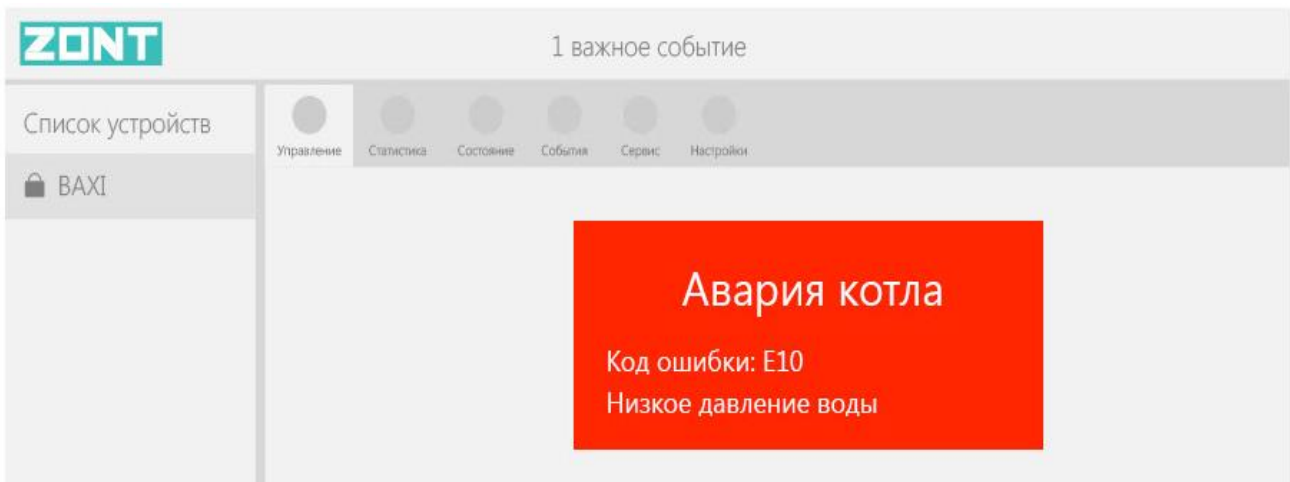 ZONT
1 важное событие
Список устройств
Управление Статистика Состояние События Сервис Настройки
BAXI
Авария котла
Код ошибки: E10
Низкое давление воды